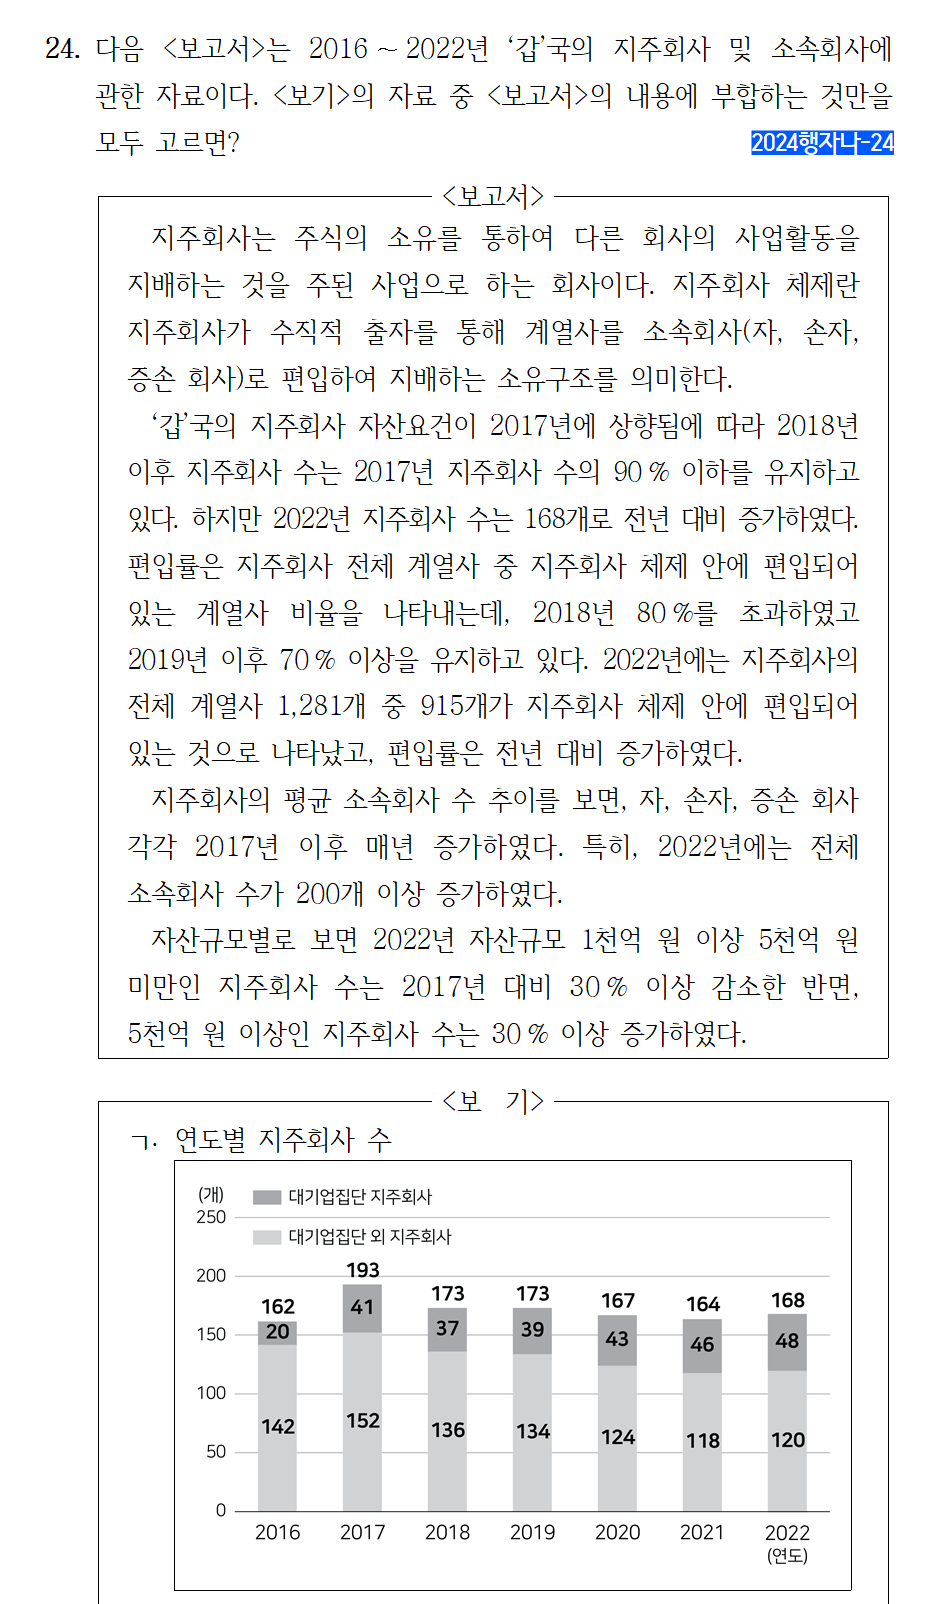 24. 다음 <보고서>는 2016 ~ 2022년 ‘갑’국의 지주회사 및 소속회사에
관한 자료이다. <보기>의 자료 중 <보고서>의 내용에 부합하는 것만을
모두 고르면?
2024행자나-24
<보고서>
지주회사는 주식의 소유를 통하여 다른 회사의 사업활동을
지배하는 것을 주된 사업으로 하는 회사이다. 지주회사 체제란
지주회사가 수직적 출자를 통해 계열사를 소속회사(자, 손자,
증손 회사)로 편입하여 지배하는 소유구조를 의미한다.
‘갑’국의 지주회사 자산요건이 2017년에 상향됨에 따라 2018년
이후 지주회사 수는 2017년 지주회사 수의 90 % 이하를 유지하고
있다. 하지만 2022년 지주회사 수는 168개로 전년 대비 증가하였다.
편입률은 지주회사 전체 계열사 중 지주회사 체제 안에 편입되어
있는 계열사 비율을 나타내는데, 2018년 80 %를 초과하였고
2019년 이후 70 % 이상을 유지하고 있다. 2022년에는 지주회사의
전체 계열사 1,281개 중 915개가 지주회사 체제 안에 편입되어
있는 것으로 나타났고, 편입률은 전년 대비 증가하였다.
지주회사의 평균 소속회사 수 추이를 보면, 자, 손자, 증손 회사
각각 2017년 이후 매년 증가하였다. 특히, 2022년에는 전체
소속회사 수가 200개 이상 증가하였다.
자산규모별로 보면 2022년 자산규모 1천억 원 이상 5천억 원
미만인 지주회사 수는 2017년 대비 30 % 이상 감소한 반면,
5천억 원 이상인 지주회사 수는 30 % 이상 증가하였다.
<보 기>
ㄱ. 연도별 지주회사 수
(개)
대기업집단 지주회사
대기업집단 외 지주회사
250
200
150
100
50
0
162 193 173 173 167 164 168
20 41 37 39 43 46 48
142 152 136 134 124 118 120
2016 2017 2018 2019 2020 2021 2022
(연도)